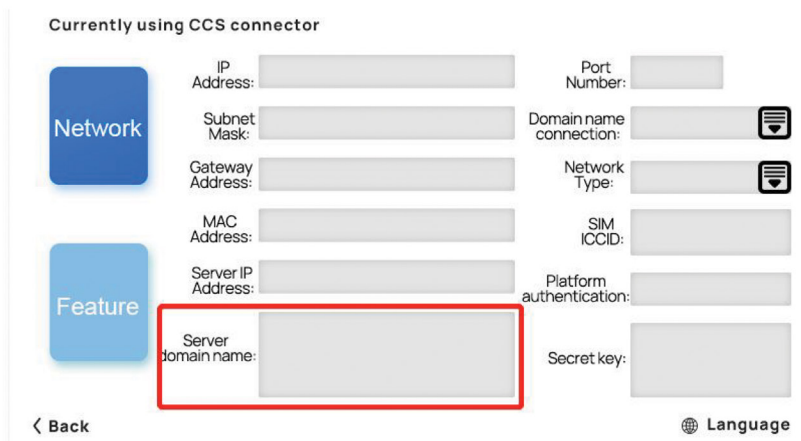 Currently using CCS connector
IP
Address:
Port
Number:
Network
Subnet
Mask:
Domain name
connection:
Gateway
Address:
Network
Type:
MAC
Address:
SIM
ICCID:
Feature
Server IP
Address:
Platform
authentication:
Server
domain name:
Secret key:
Back
Language